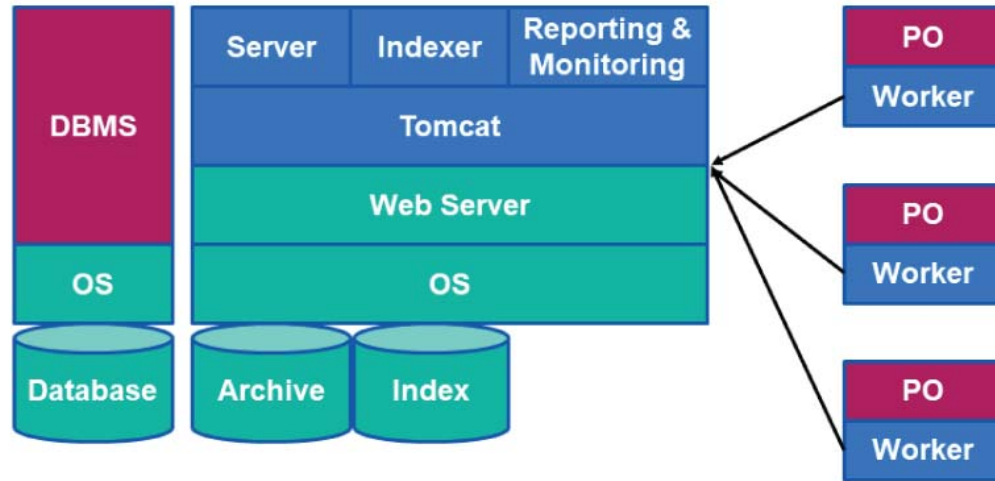 DBMS
OS
Database
Server
Indexer
Reporting &
Monitoring
Tomcat
Web Server
OS
Archive
Index
PO
Worker
PO
Worker
PO
Worker